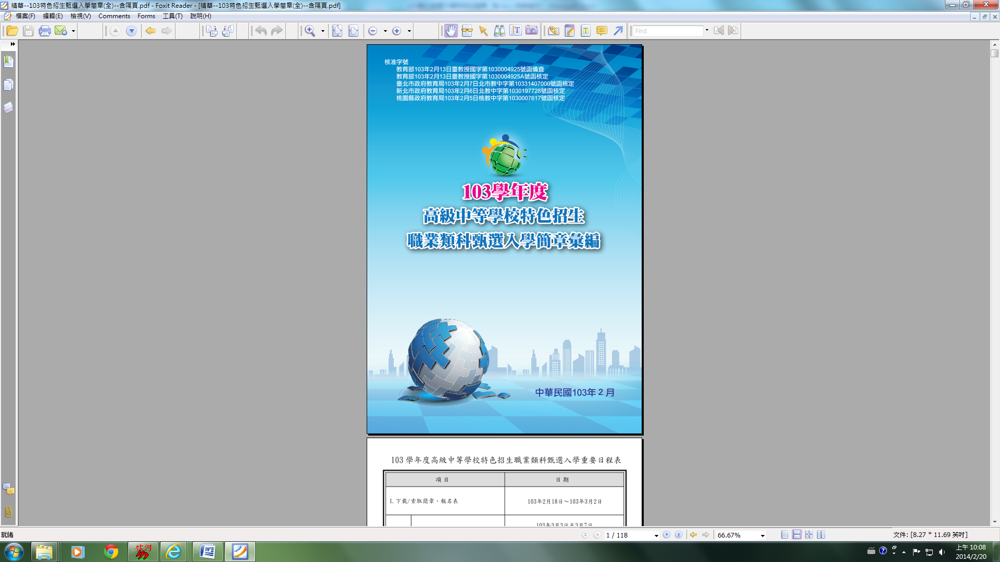 精華--103特色招生甄選入學簡章(全)--含隔頁.pdf - Foxit Reader - [精華--103特色招生甄選入學簡章(全)--含隔頁.pdf]
檔案(F) 編輯(E) 檢視(V) Comments Forms 工具(T) 說明(H)
Find
核准字號
教育部103年2月13日臺教授國字第1030004925號函備查
教育部103年2月13日臺教授國字第1030004925A號函核定
臺北市政府教育局103年2月7日北市教中字第10331407000號函核定
新北市政府教育局103年2月6日北教中字第1030197728號函核定
桃園縣政府教育局103年2月5日桃教中字第1030007617號函核定
103學年度
高級中等學校特色招生
職業類科甄選入學簡章彙編
中華民國103年 2 月
103 學年度高級中等學校特色招生職業類科甄選入學重要日程表
項目 日期
1.下載/索取簡章、報名表 103年2月18日～103年3月2日
103年3月3日至3月7日
就緒 1 / 118 66.67% 文件: [8.27 * 11.69 英吋]
上午 10:08
2014/2/20